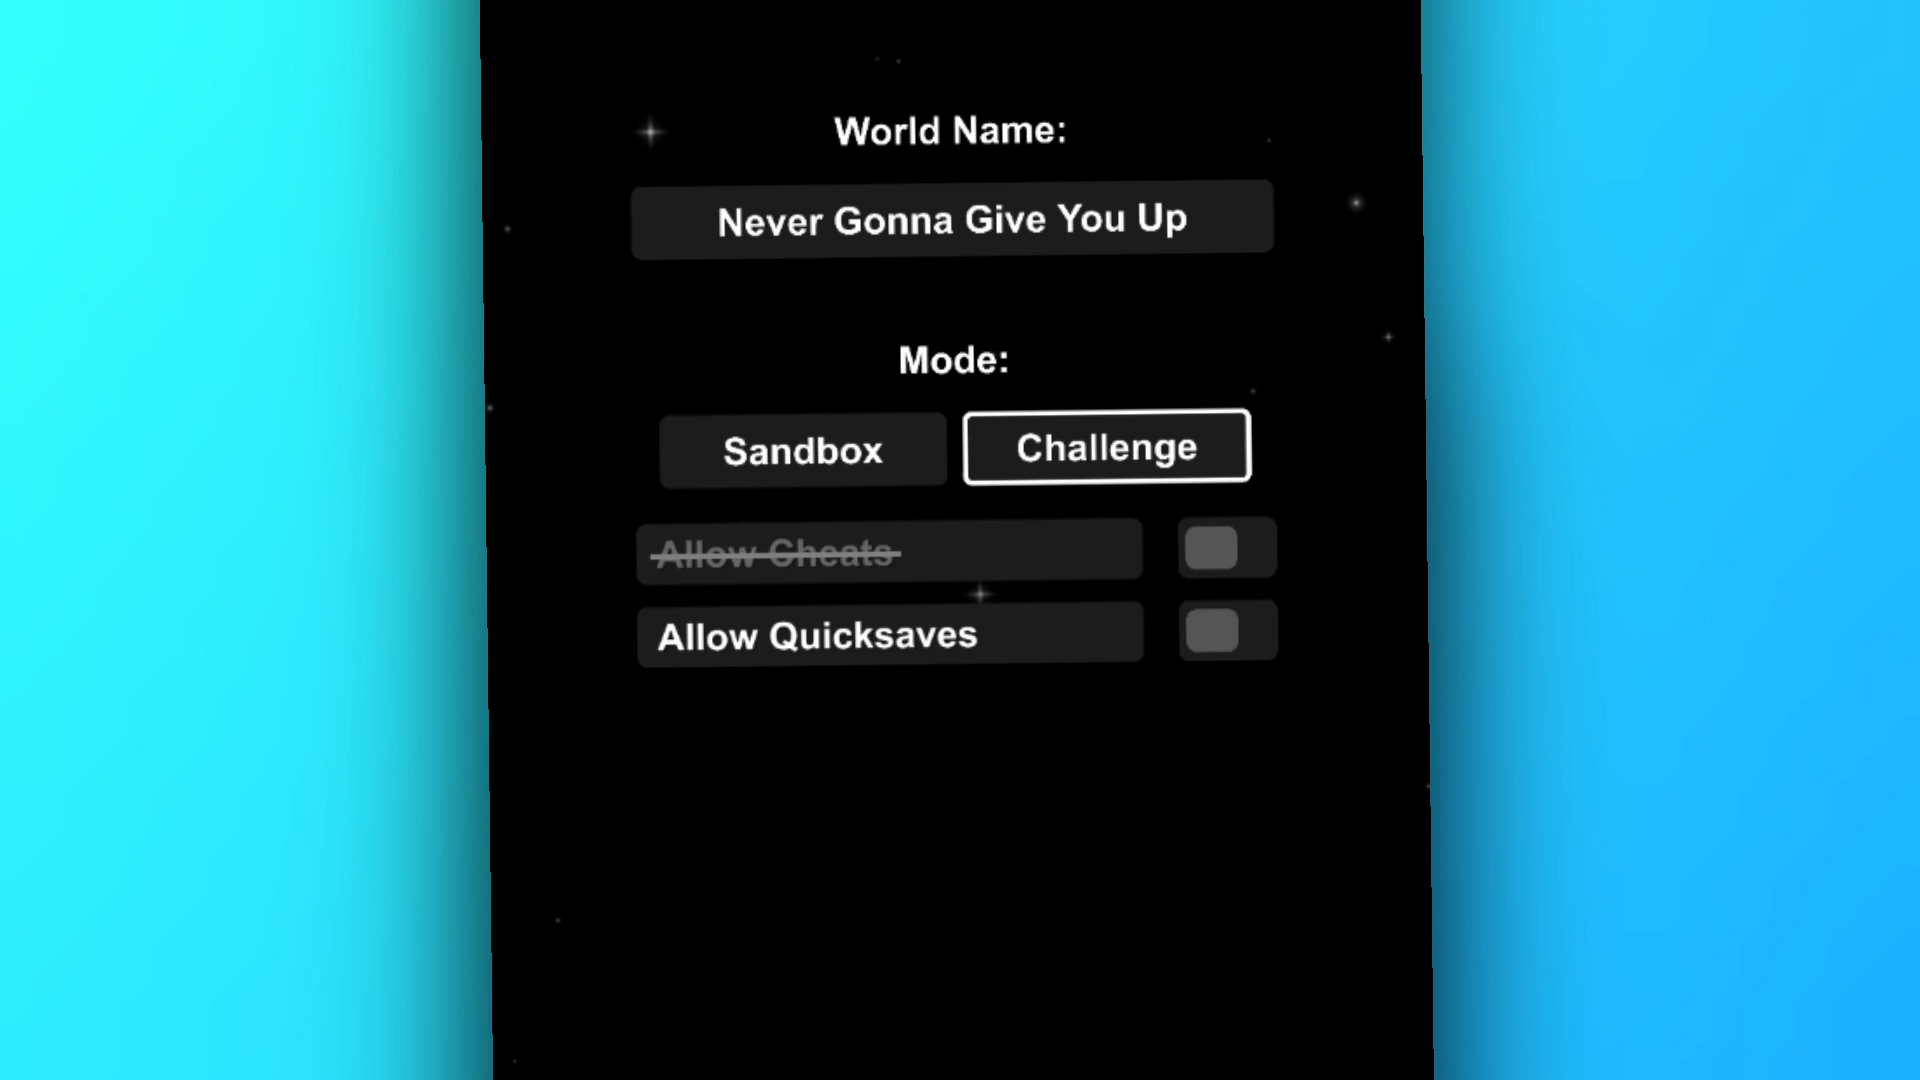 World Name:
Never Gonna Give You Up
Mode:
Sandbox
Challenge
Allow Cheats
Allow Quicksaves